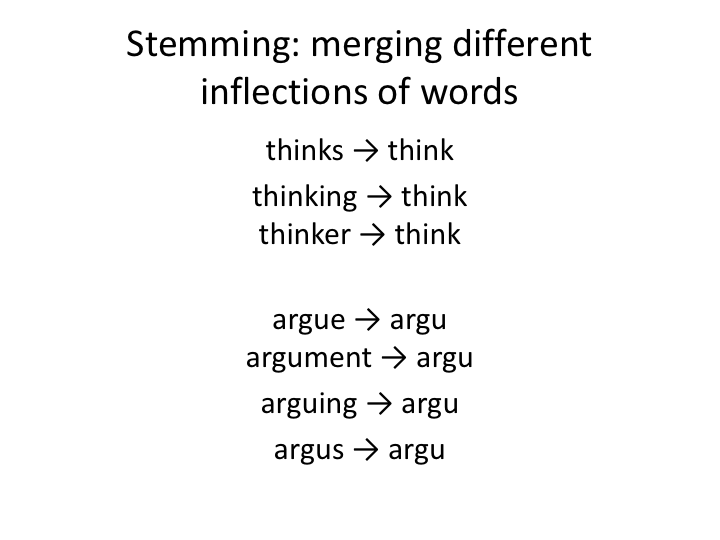 Stemming: merging different
inflections of words
thinks → think
thinking → think
thinker → think
argue → argu
argument → argu
arguing → argu
argus → argu